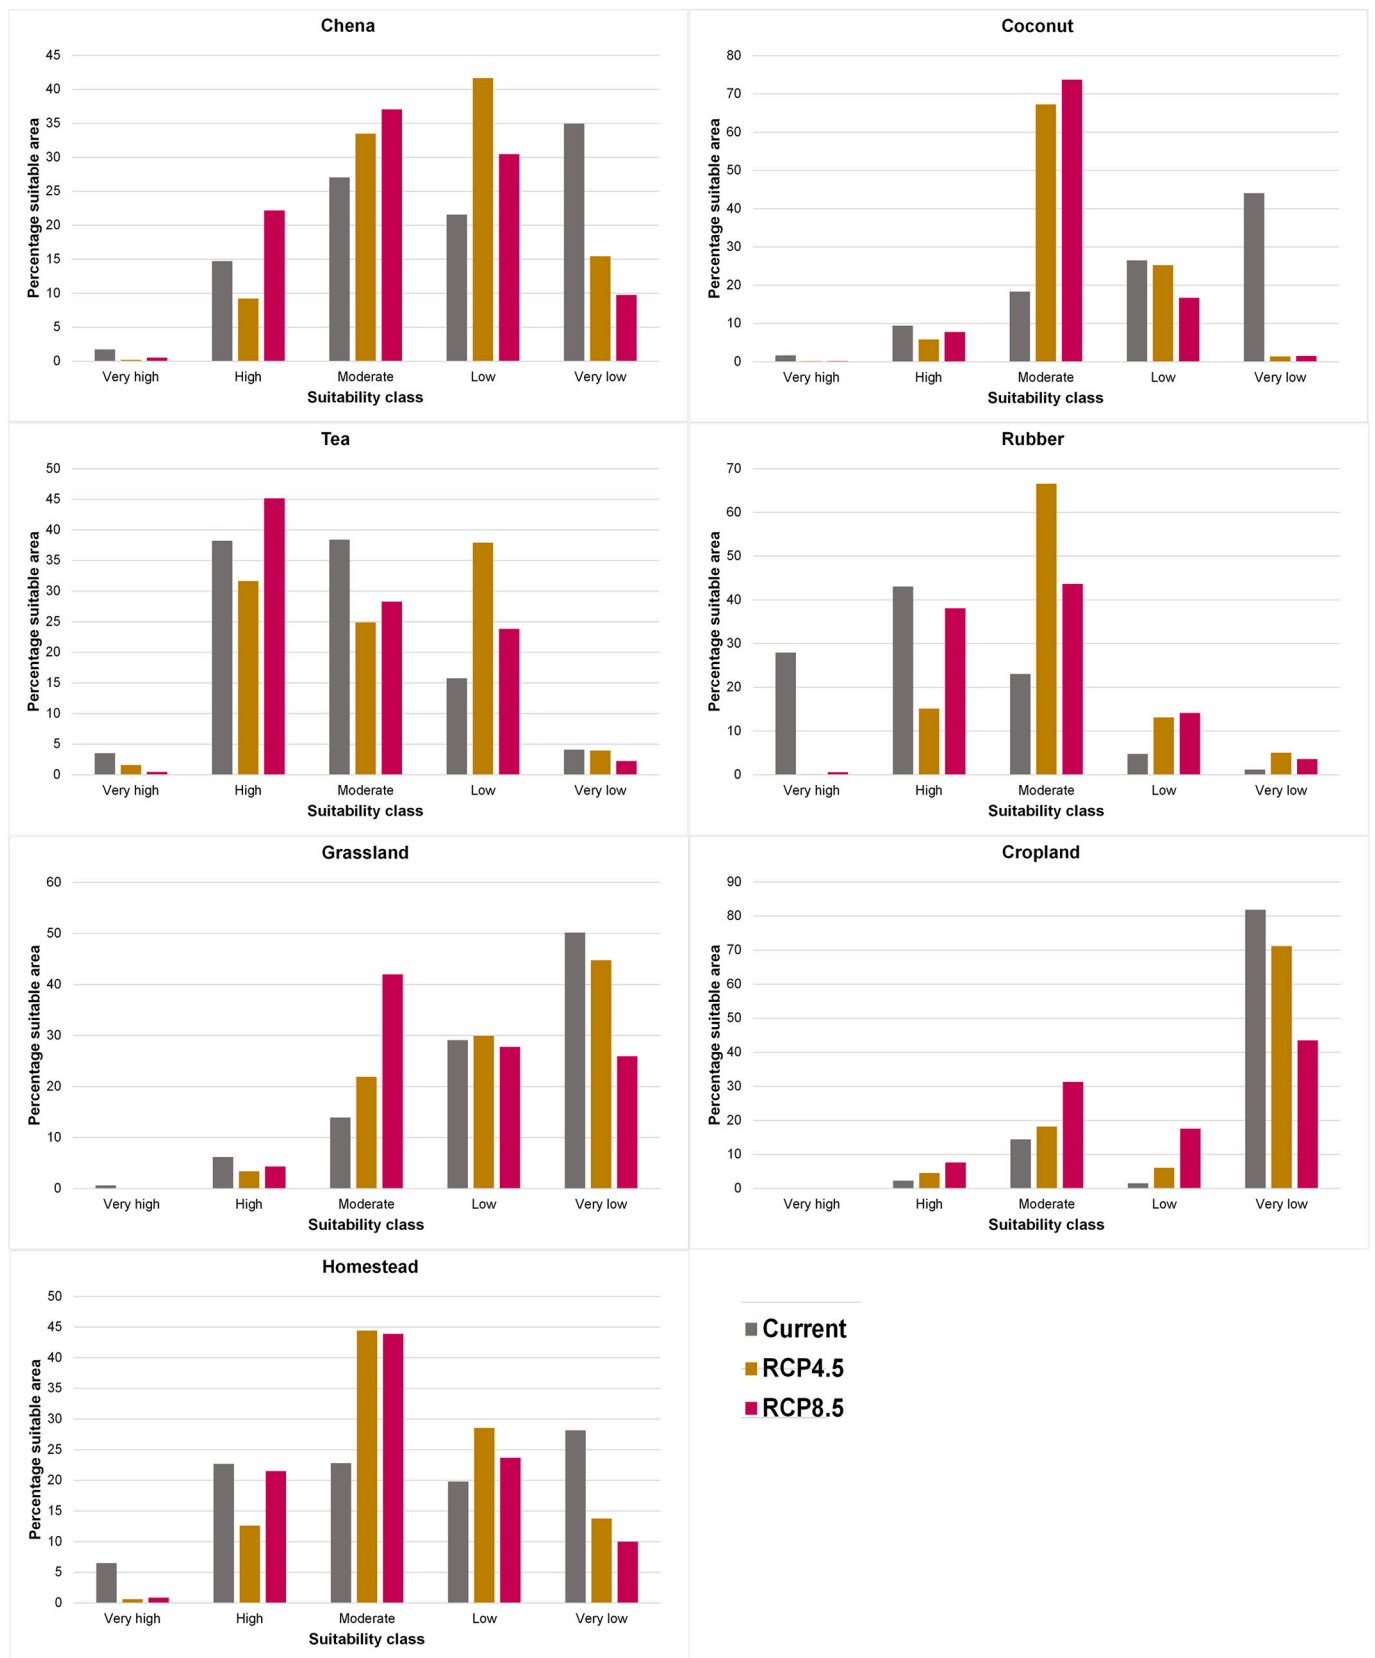 Chena
Percentage suitable area
45
40
35
30
25
20
15
10
5
0
Very high High Moderate Low Very low
Suitability class
Coconut
Percentage suitable area
80
70
60
50
40
30
20
10
0
Very high High Moderate Low Very low
Suitability class
Tea
Percentage suitable area
50
45
40
35
30
25
20
15
10
5
0
Very high High Moderate Low Very low
Suitability class
Rubber
Percentage suitable area
70
60
50
40
30
20
10
0
Very high High Moderate Low Very low
Suitability class
Grassland
Percentage suitable area
60
50
40
30
20
10
0
Very high High Moderate Low Very low
Suitability class
Cropland
Percentage suitable area
90
80
70
60
50
40
30
20
10
0
Very high High Moderate Low Very low
Suitability class
Homestead
Percentage suitable area
50
45
40
35
30
25
20
15
10
5
0
Very high High Moderate Low Very low
Suitability class
Current
RCP4.5
RCP8.5